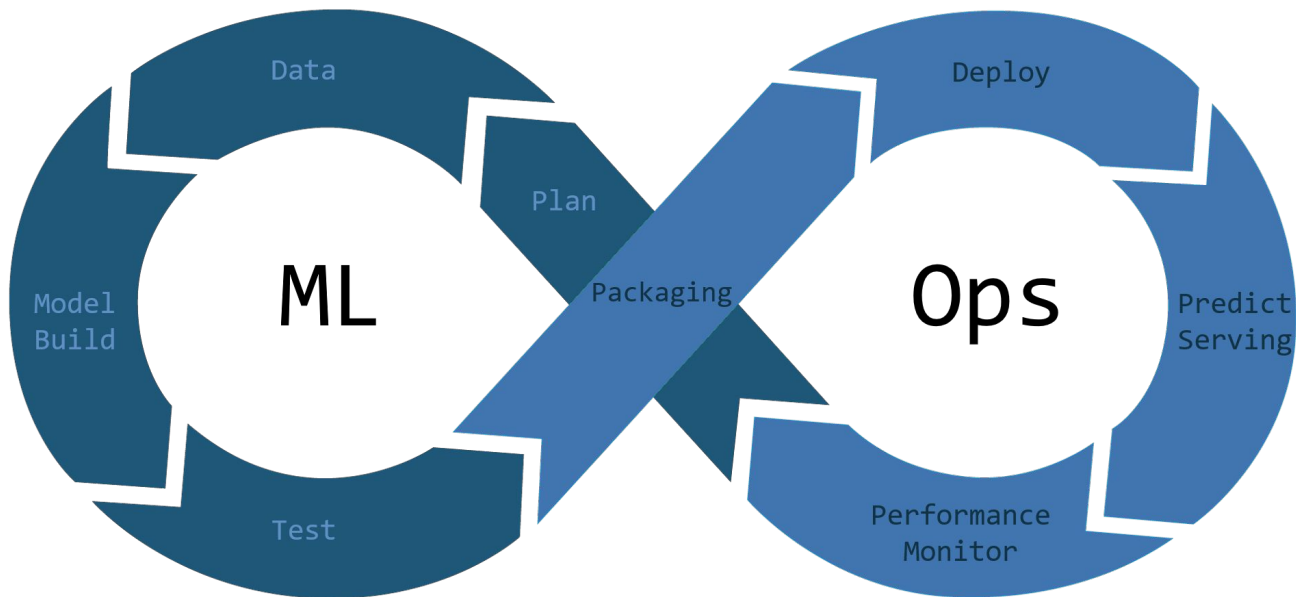 Data
Deploy
Plan
ML
Ops
Packaging
Model
Build
Predict
Serving
Test
Performance
Monitor